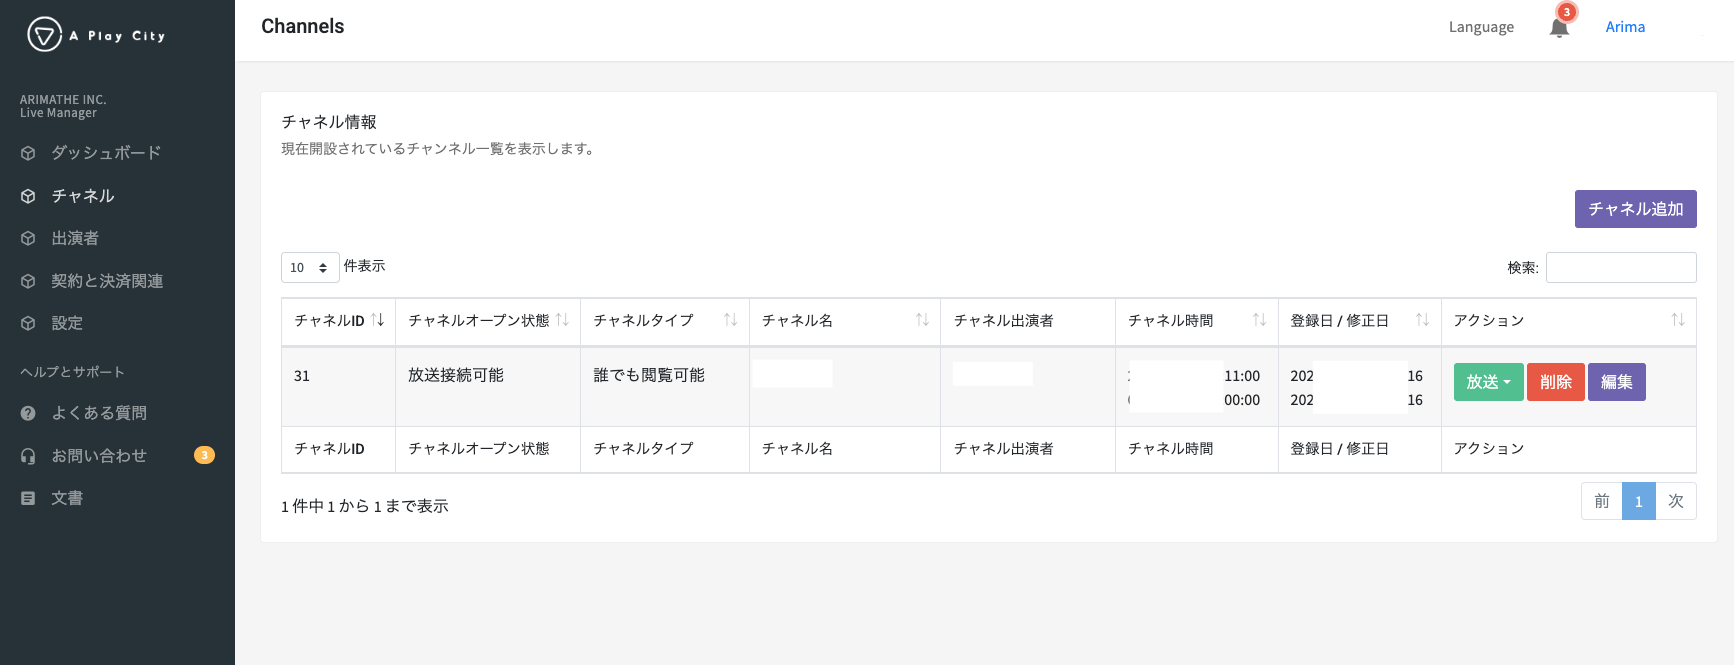 A Play City
Channels
Language
3
Arima
ARIMATHE INC.
Live Manager
ダッシュボード
チャネル
出演者
契約と決済関連
設定
ヘルプとサポート
よくある質問
お問い合わせ 3
文書
チャネル情報
現在開設されているチャンネル一覧を表示します。
チャネル追加
10 件表示
検索:
チャネルID チャネルオープン状態 チャネルタイプ チャネル名 チャネル出演者 チャネル時間 登録日 / 修正日 アクション
31 放送接続可能 誰でも閲覧可能 11:00 202 16 放送 削除 編集
00:00 202 16
チャネルID チャネルオープン状態 チャネルタイプ チャネル名 チャネル出演者 チャネル時間 登録日 / 修正日 アクション
1 件中 1 から 1 まで表示
前 1 次